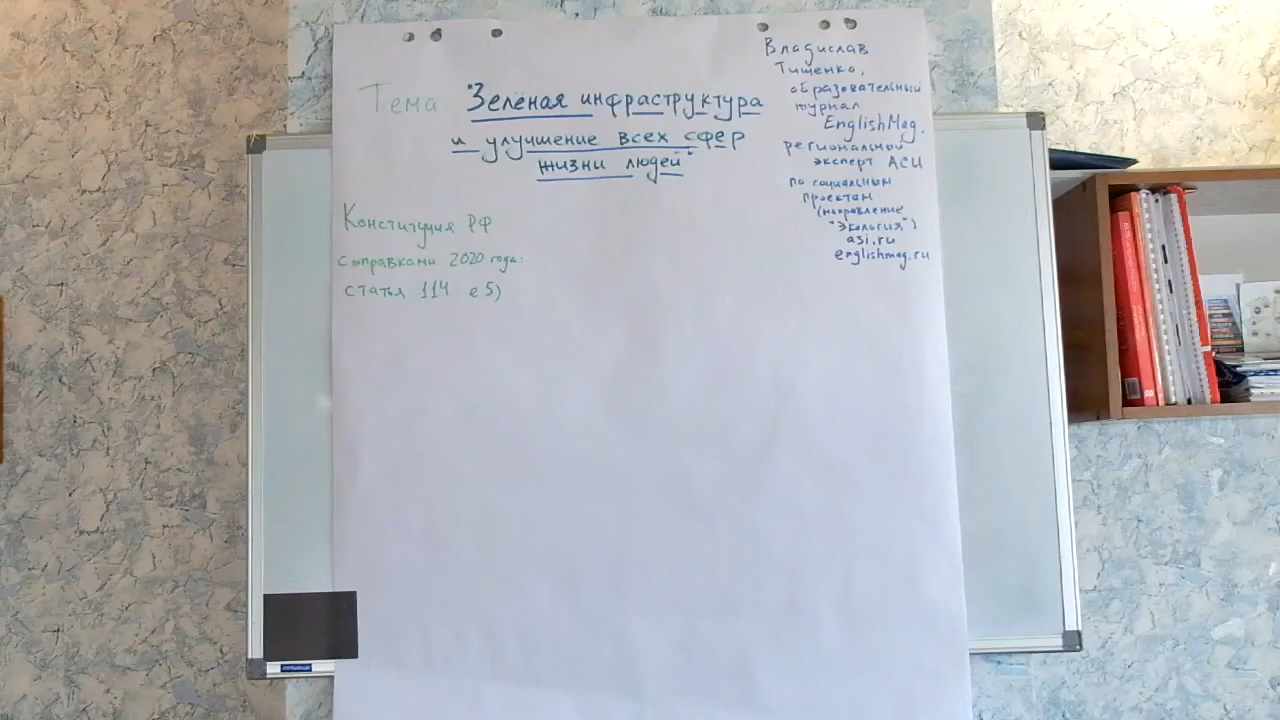 Тема: "Зелёная инфраструктура
и улучшение всех сфер
жизни людей"
Владислав
Тищенко,
образовательный
журнал
EnglishMag,
региональный
эксперт АСИ
по социальным
проектам
(направление
"Экология")
asi.ru
englishmag.ru
Конституция РФ
с поправками 2020 года:
статья 114 е5)